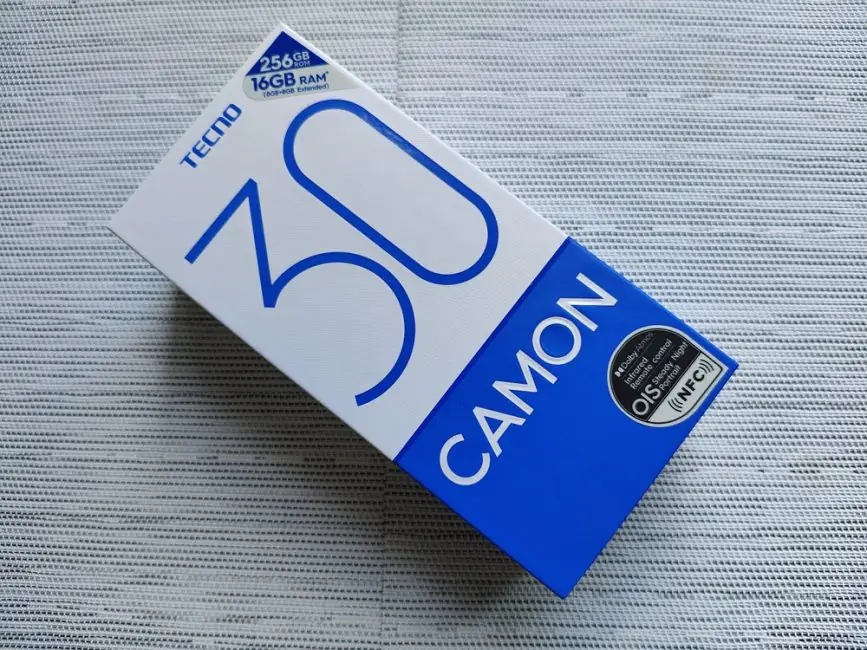 256GB
ROM
16GB RAM*
(8GB+8GB Extended)
TECNO
30
CAMON
Dolby Atmos
Infrared
Remote control
OIS Steady Night
Portrait
NFC